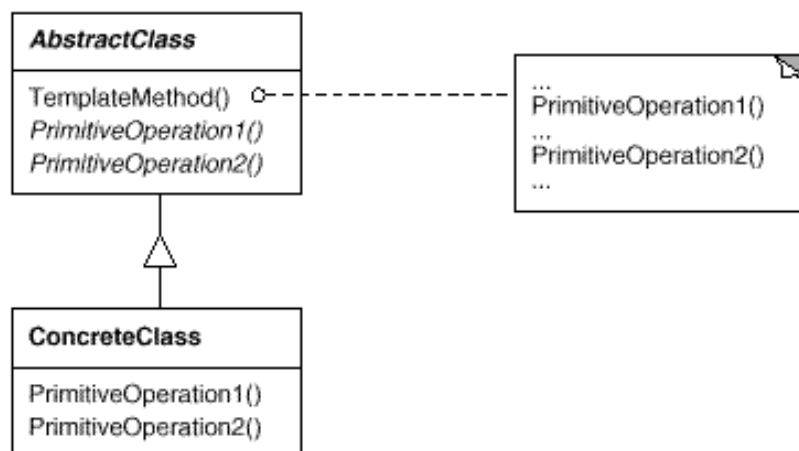 AbstractClass
TemplateMethod()
PrimitiveOperation1()
PrimitiveOperation2()
...
PrimitiveOperation1()
...
PrimitiveOperation2()
...
ConcreteClass
PrimitiveOperation1()
PrimitiveOperation2()